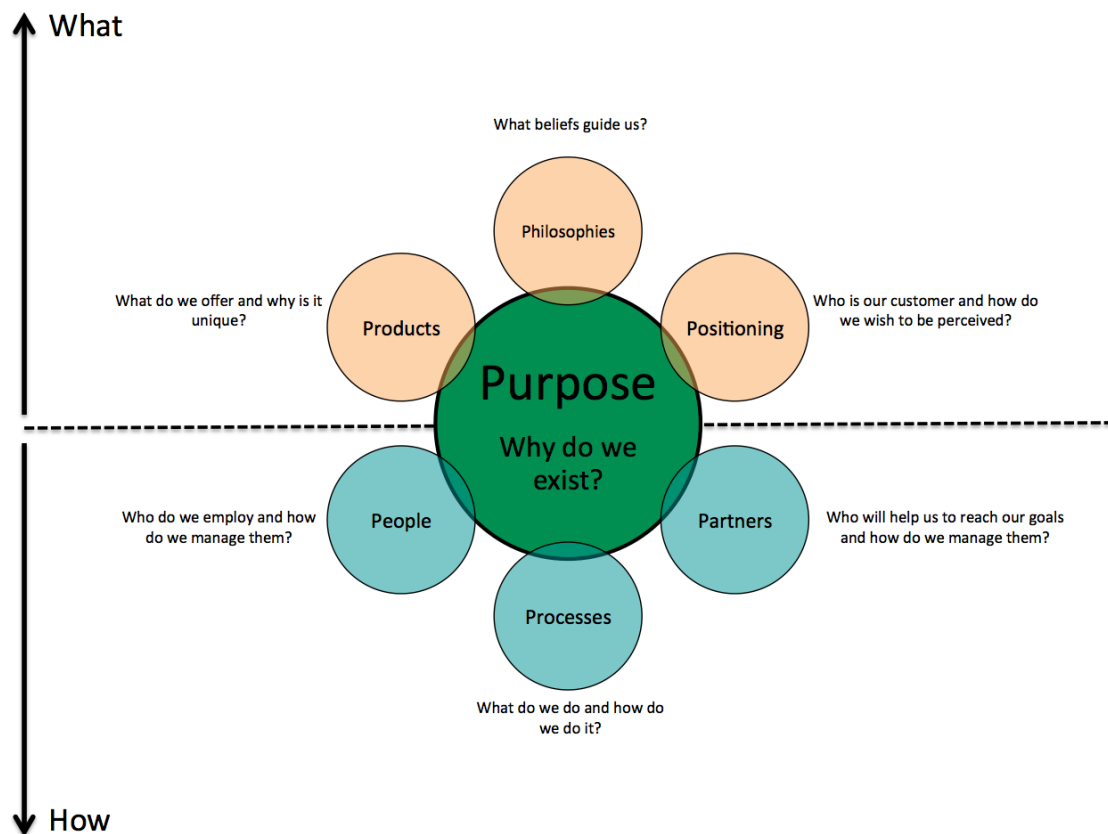 What
What beliefs guide us?
Philosophies
What do we offer and why is it
unique?
Products
Positioning
Who is our customer and how do
we wish to be perceived?
Purpose
Why do we
exist?
Who do we employ and how
do we manage them?
People
Partners
Who will help us to reach our goals
and how do we manage them?
Processes
What do we do and how do
we do it?
How